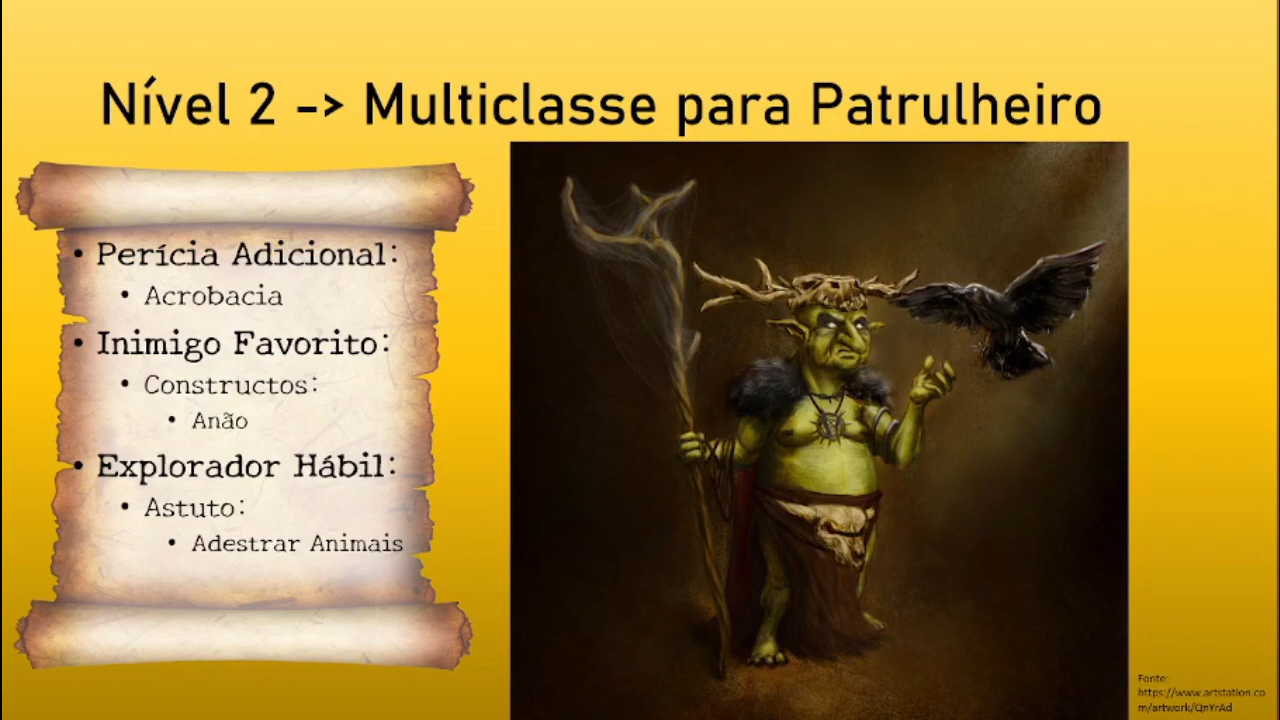 Nível 2 -> Multiclasse para Patrulheiro
• Perícia Adicional:
• Acrobacia
• Inimigo Favorito:
• Constructos:
• Anão
• Explorador Hábil:
• Astuto:
• Adestrar Animais
Fonte:
https://www.artstation.co
m/artwork/QnYrAd